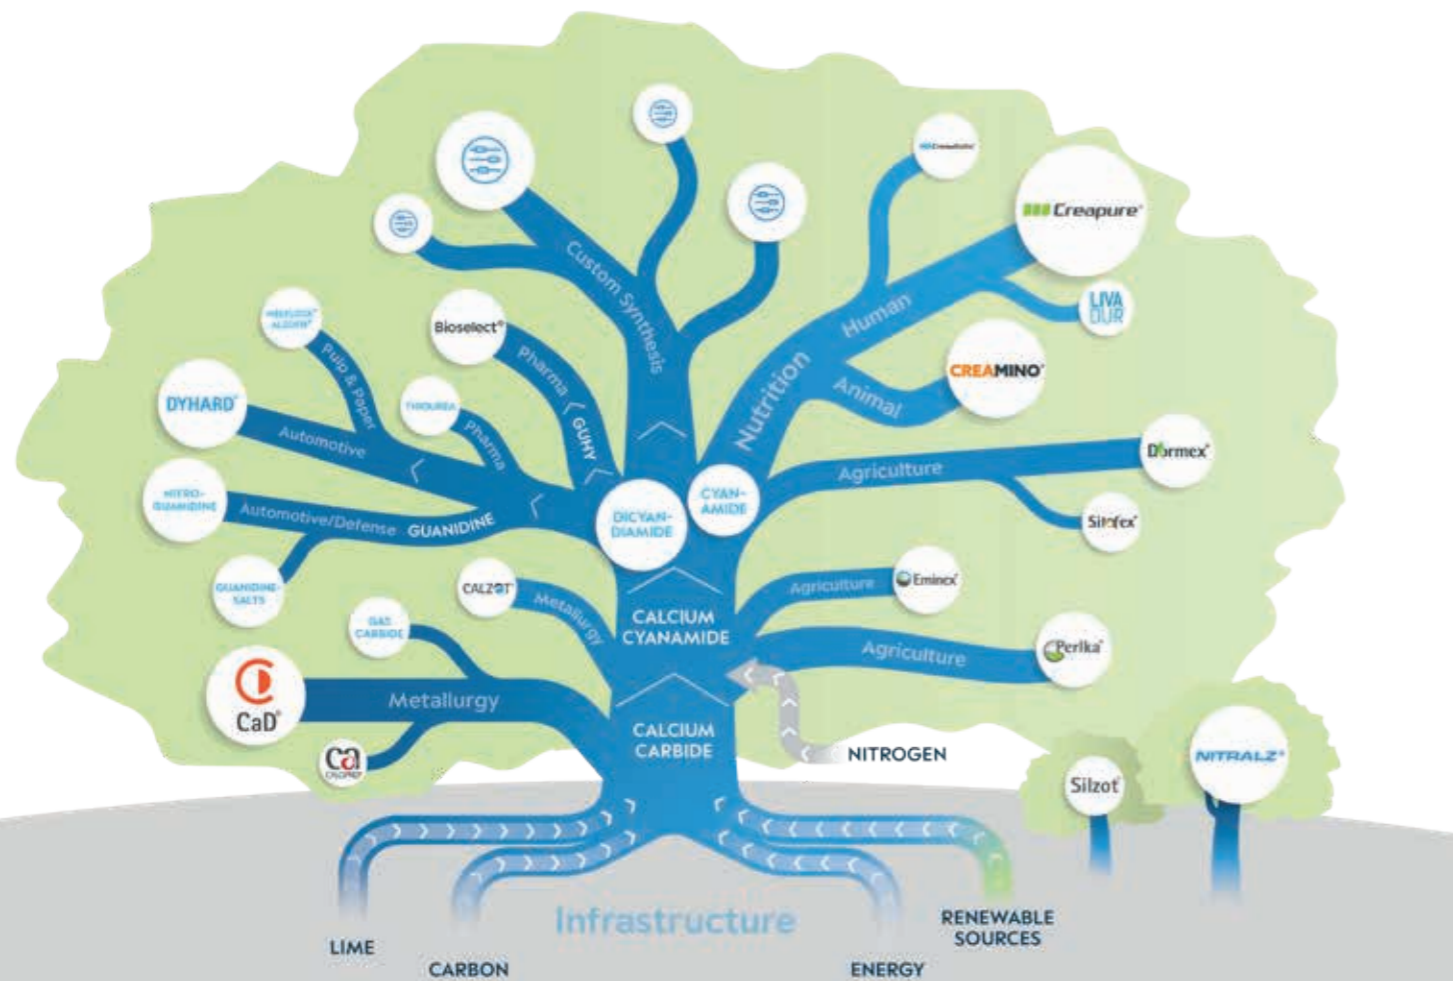 Creapure®
Custom Synthesis
LIVA
DUR
Human
Bioselect®
Pulp & Paper
Pharma
CREAMINO®
Nutrition
Animal
DYHARD®
THIOUREA
GUHY
Automotive
Pharma
Dormex®
Agriculture
NITRO-
GUANIDINE
CYAN-
AMIDE
Automotive/Defense
GUANIDINE
DICYAN-
DIAMIDE
Sitofex®
GUANIDINE-
SALTS
CALZOT®
Metallurgy
Agriculture
Eminex®
GAS
CARBIDE
CALCIUM
CYANAMIDE
Agriculture
Perlka®
CaD®
Metallurgy
CALCIUM
CARBIDE
ca
NITROGEN
Silzot®
NITRALZ®
Infrastructure
LIME
CARBON
ENERGY
RENEWABLE
SOURCES